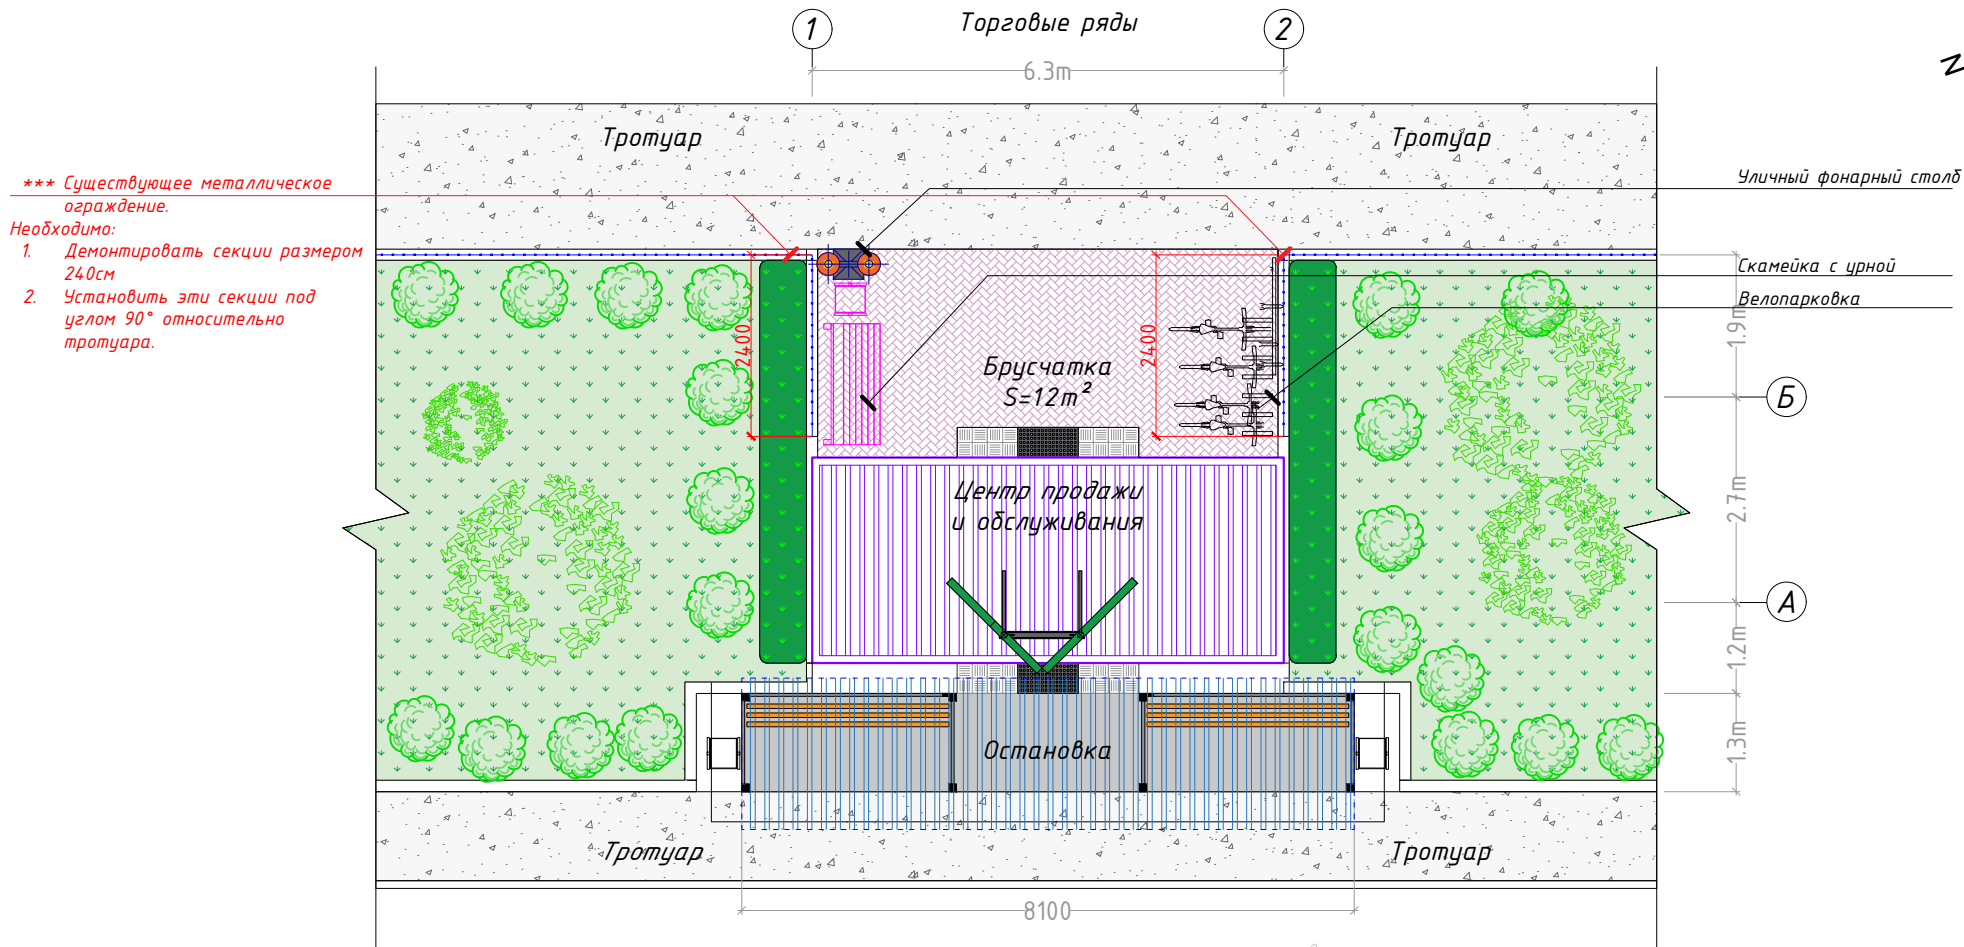 Торговые ряды
1
2
6.3m
N
Тротуар
Тротуар
*** Существующее металлическое
ограждение.
Необходимо:
1. Демонтировать секции размером
240см
2. Установить эти секции под
углом 90° относительно
тротуара.
Уличный фонарный столб
Скамейка с урной
Велопарковка
2400
2400
1.9m
Брусчатка
S=12m²
Б
Центр продажи
и обслуживания
2.7m
А
1.2m
Остановка
1.3m
Тротуар
Тротуар
8100